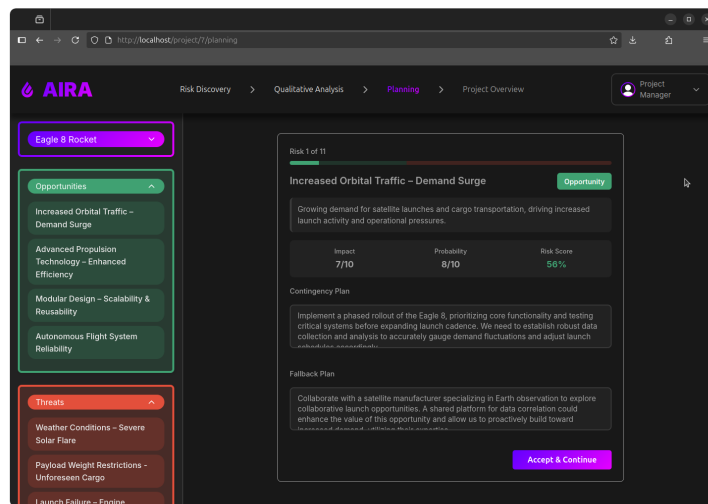 http://localhost/project/7/planning
AIRA
Risk Discovery > Qualitative Analysis > Planning > Project Overview
Project
Manager
Eagle 8 Rocket
Opportunities
Increased Orbital Traffic –
Demand Surge
Advanced Propulsion
Technology – Enhanced
Efficiency
Modular Design – Scalability &
Reusability
Autonomous Flight System
Reliability
Threats
Weather Conditions – Severe
Solar Flare
Payload Weight Restrictions -
Unforeseen Cargo
Launch Failure – Engine
Risk 1 of 11
Increased Orbital Traffic – Demand Surge
Opportunity
Growing demand for satellite launches and cargo transportation, driving increased
launch activity and operational pressures.
Impact Probability Risk Score
7/10 8/10 56%
Contingency Plan
Implement a phased rollout of the Eagle 8, prioritizing core functionality and testing
critical systems before expanding launch cadence. We need to establish robust data
collection and analysis to accurately gauge demand fluctuations and adjust launch
schedules accordingly.
Fallback Plan
Collaborate with a satellite manufacturer specializing in Earth observation to explore
collaborative launch opportunities. A shared platform for data correlation could
enhance the value of this opportunity and allow us to proactively build toward
increased demand, utilizing their expertise.
Accept & Continue